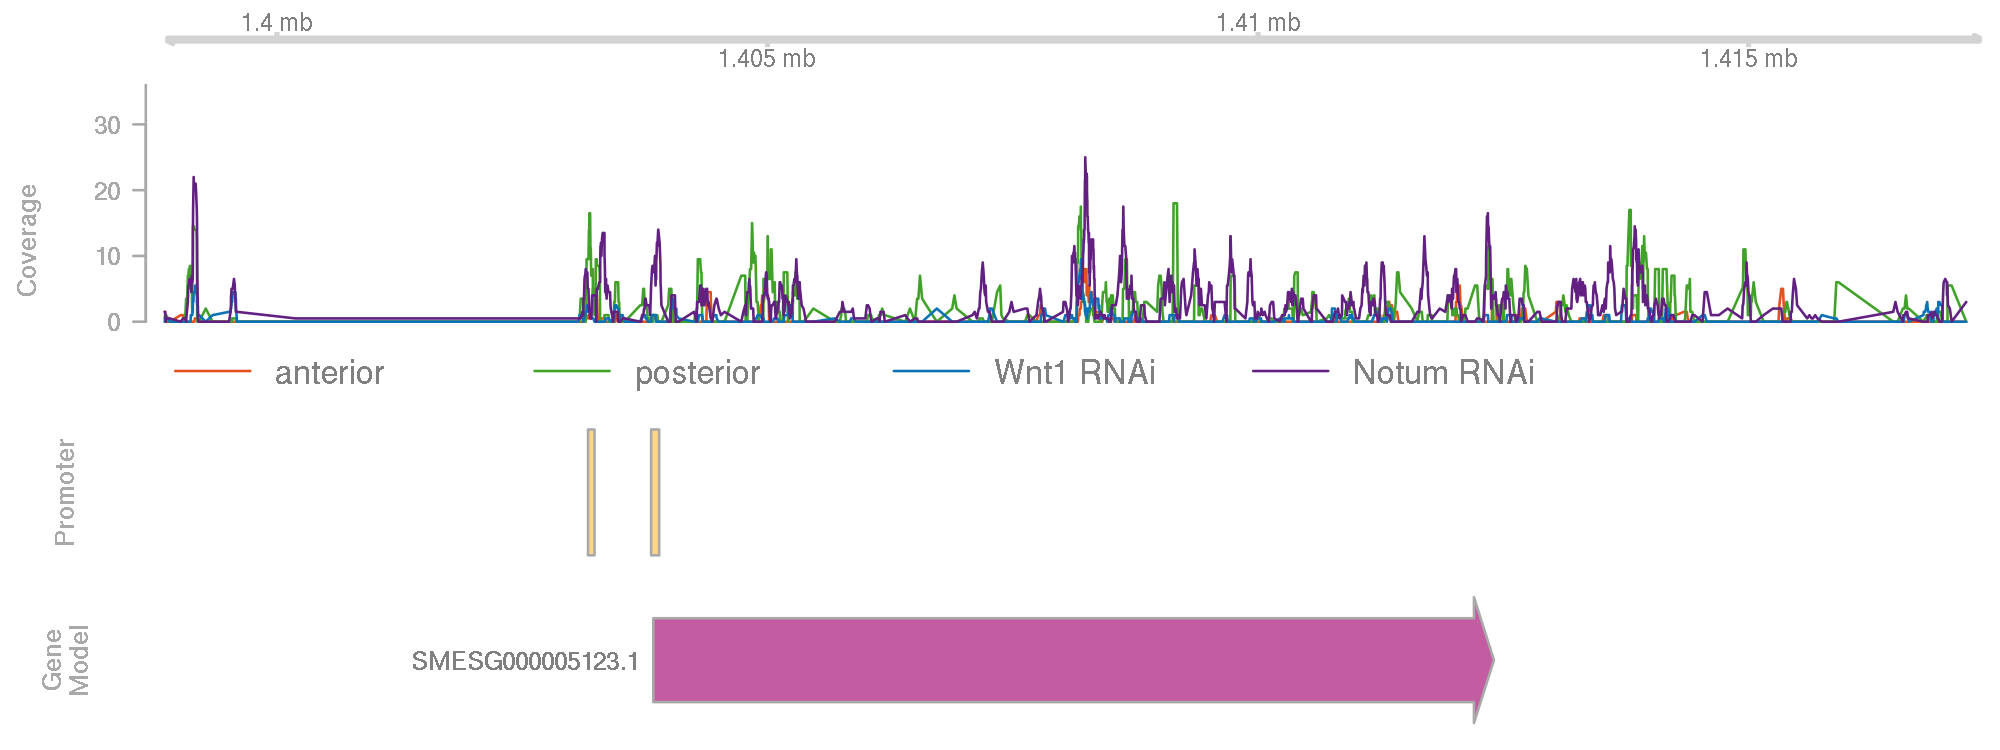 1.4 mb
1.41 mb
1.405 mb
1.415 mb
Coverage
30
20
10
0
anterior
posterior
Wnt1 RNAi
Notum RNAi
Promoter
Gene
Model
SMESG000005123.1